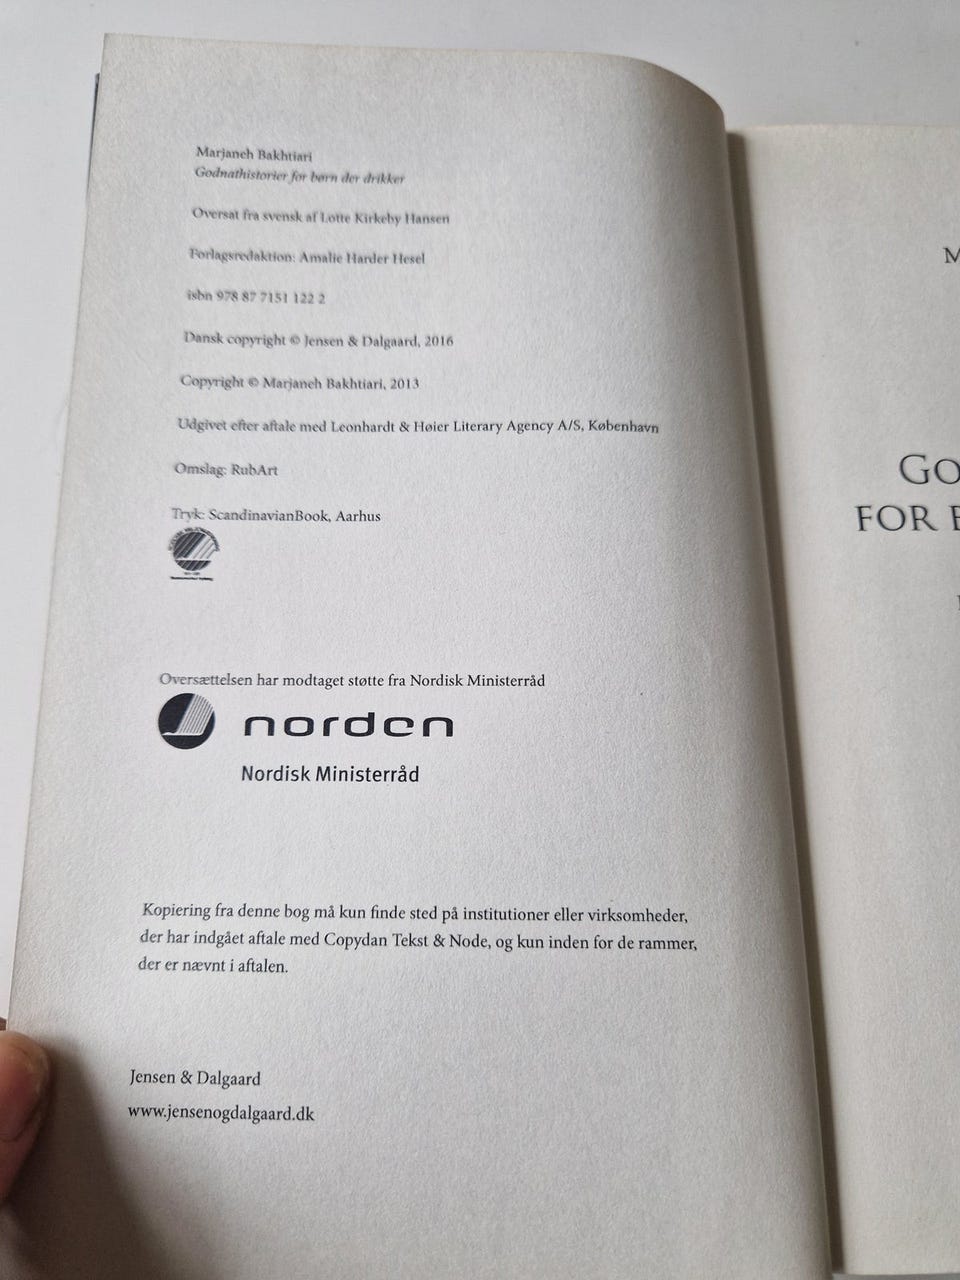 Marjaneh Bakhtiari
Godnathistorier for børn der drikker
Oversat fra svensk af Lotte Kirkeby Hansen
Forlagsredaktion: Amalie Harder Hesel
isbn 978 87 7151 122 2
Dansk copyright © Jensen & Dalgaard, 2016
Copyright © Marjaneh Bakhtiari, 2013
Udgivet efter aftale med Leonhardt & Høier Literary Agency A/S, København
Omslag: RubArt
Tryk: ScandinavianBook, Aarhus
Oversættelsen har modtaget støtte fra Nordisk Ministerråd
norden
Nordisk Ministerråd
Kopiering fra denne bog må kun finde sted på institutioner eller virksomheder,
der har indgået aftale med Copydan Tekst & Node, og kun inden for de rammer,
der er nævnt i aftalen.
Jensen & Dalgaard
www.jensenogdalgaard.dk
M
GO
FOR